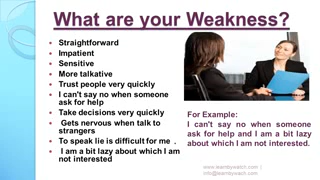 What are your Weakness?
Straightforward
Impatient
Sensitive
More talkative
Trust people very quickly
I can't say no when someone
ask for help
Take decisions very quickly
Gets nervous when talk to
strangers
To speak lie is difficult for me .
I am a bit lazy about which I am
not interested
For Example:
I can't say no when someone
ask for help and I am a bit lazy
about which I am not interested.
www.learnbywatch.com |
info@learnbywach.com